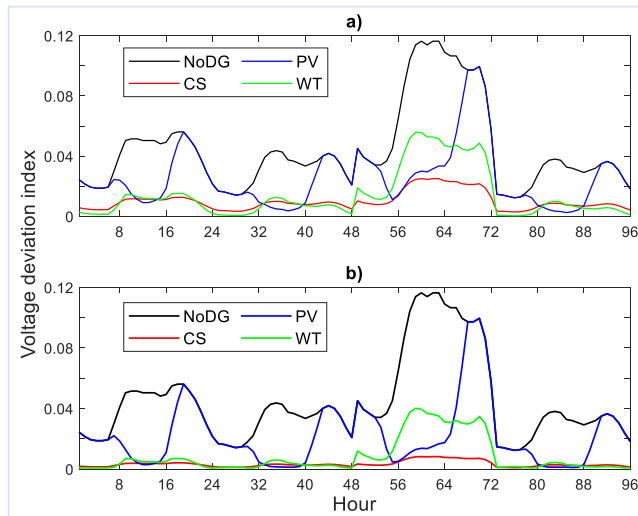 a)
0.12
0.08
0.04
0
NoDG
PV
CS
WT
8 16 24 32 40 48 56 64 72 80 88 96
Voltage deviation index
b)
0.12
0.08
0.04
0
NoDG
PV
CS
WT
8 16 24 32 40 48 56 64 72 80 88 96
Hour